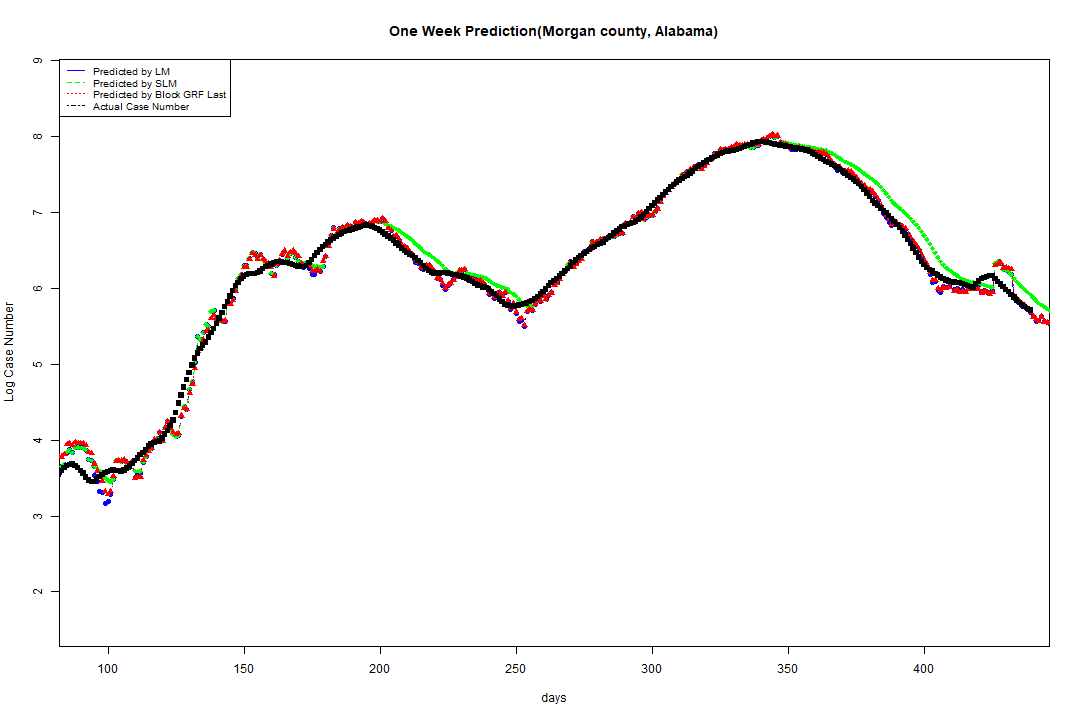 One Week Prediction(Morgan county, Alabama)
Predicted by LM
Predicted by SLM
Predicted by Block GRF Last
Actual Case Number
Log Case Number
9
8
7
6
5
4
3
2
100 150 200 250 300 350 400
days